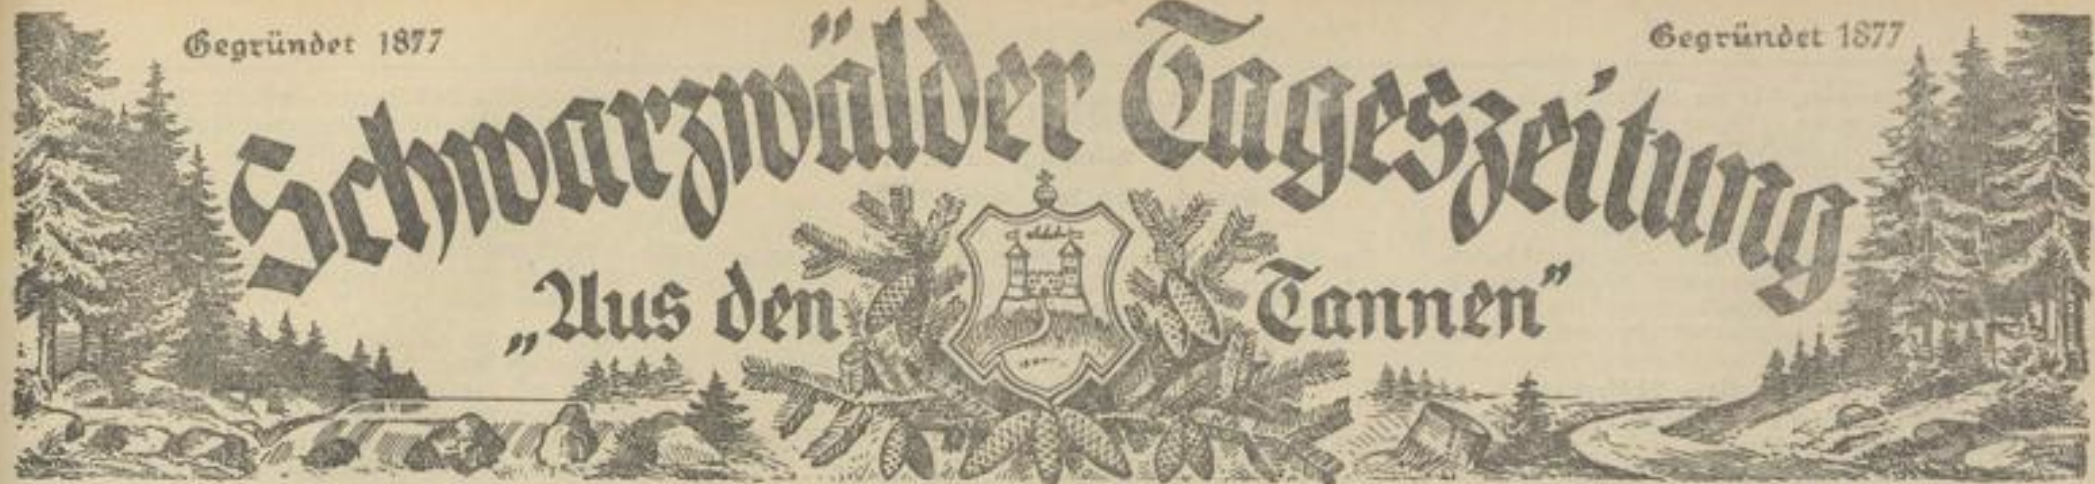 Gegründet 1877
Gegründet 1877
Schwarzwälder Tageszeitung
„Aus den Tannen"